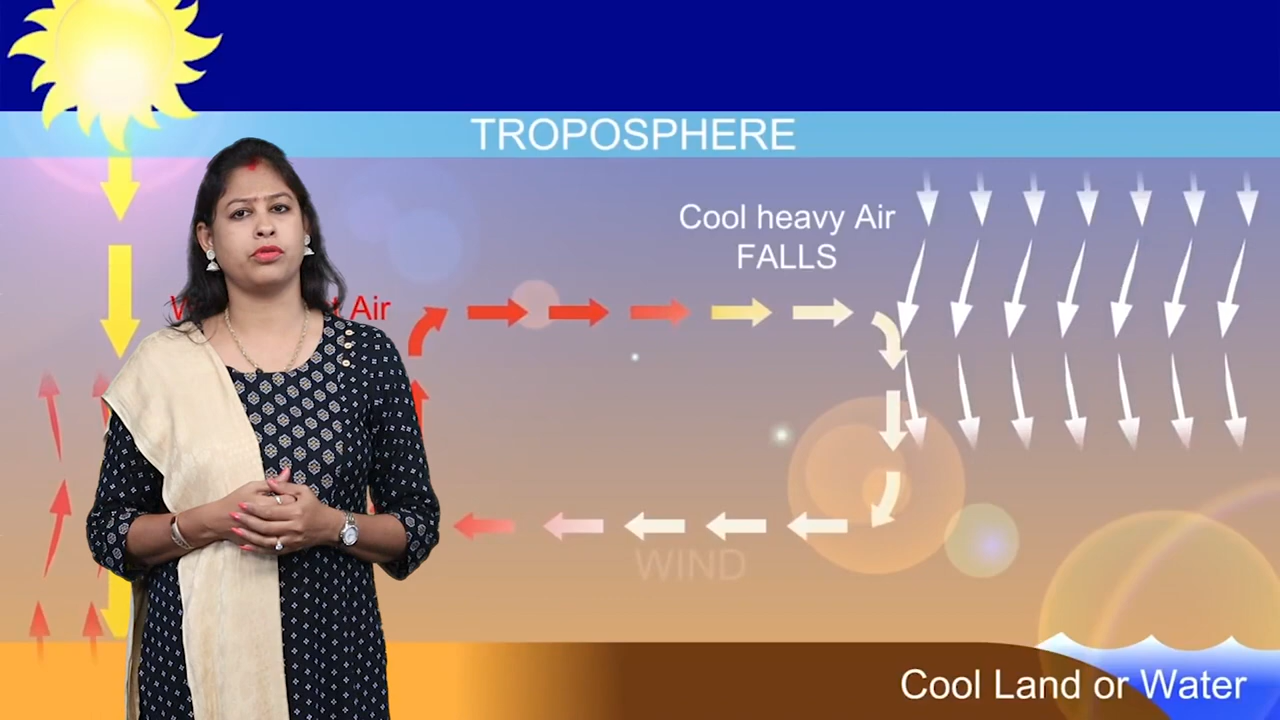 TROPOSPHERE
Cool heavy Air
FALLS
Air
WIND
Cool Land or Water